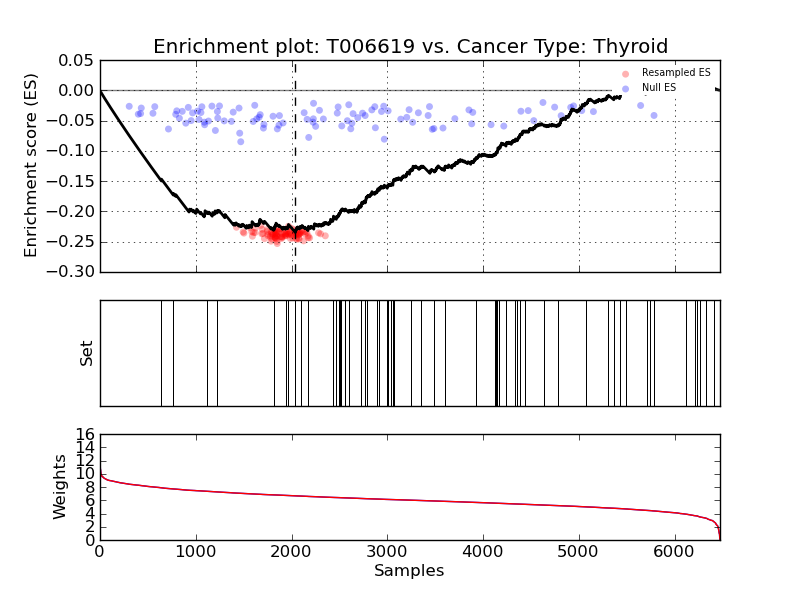 Enrichment plot: T006619 vs. Cancer Type: Thyroid
Enrichment score (ES)
0.05
0.00
−0.05
−0.10
−0.15
−0.20
−0.25
−0.30
Resampled ES
Null ES
Set
Weights
16
14
12
10
8
6
4
2
0
0 1000 2000 3000 4000 5000 6000
Samples